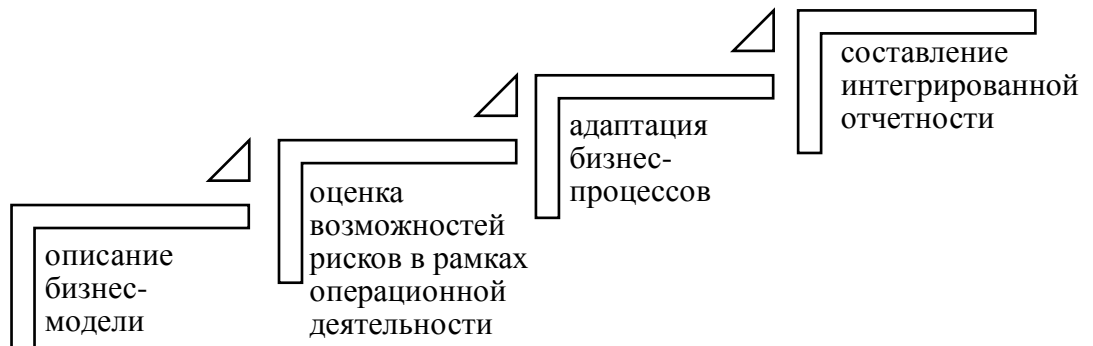 описание
бизнес-
модели
оценка
возможностей
рисков в рамках
операционной
деятельности
адаптация
бизнес-
процессов
составление
интегрированной
отчетности